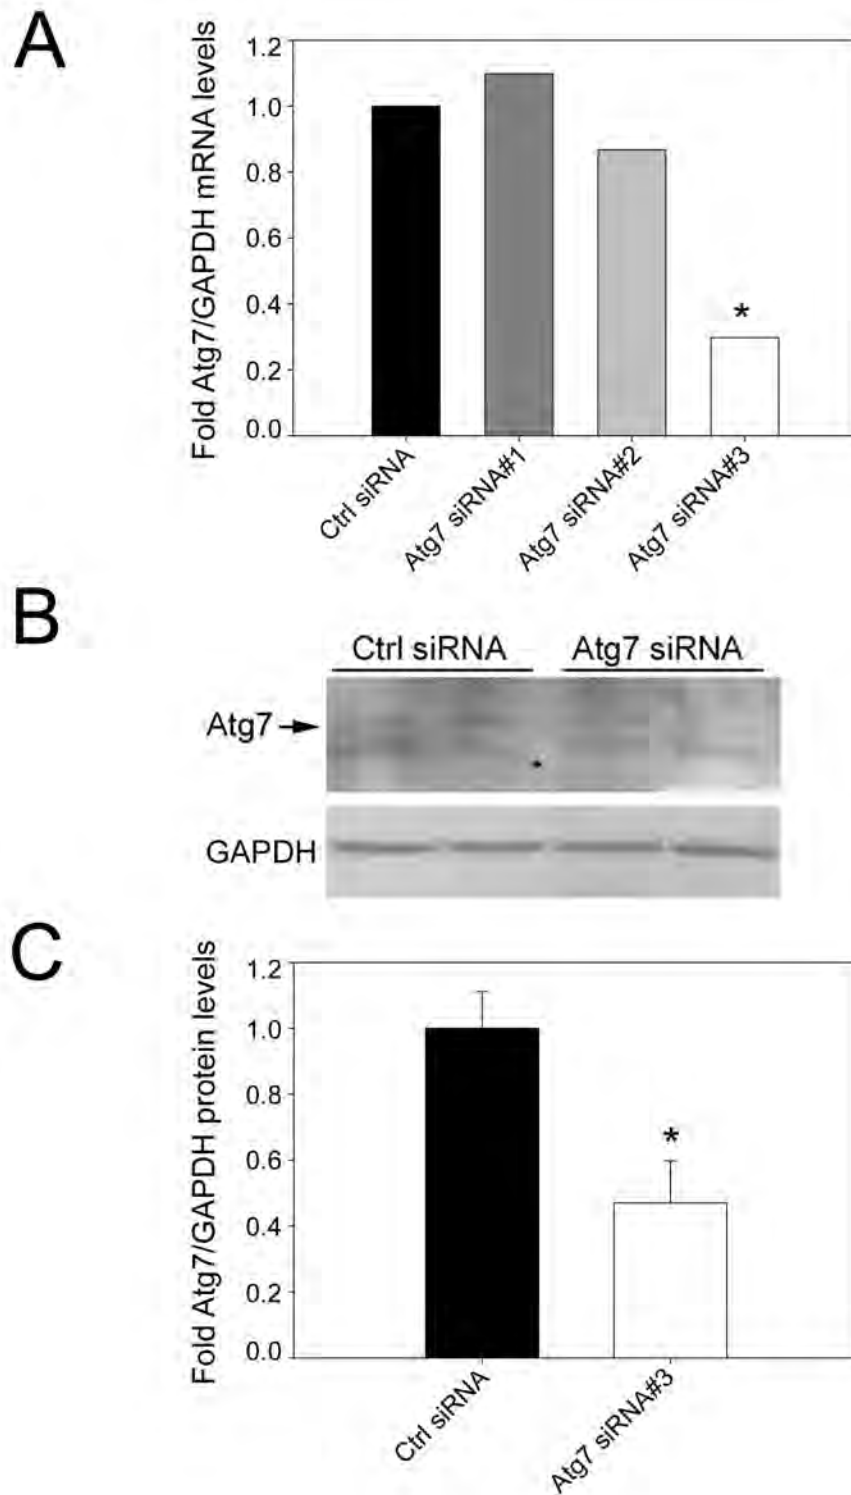 A
Fold Atg7/GAPDH mRNA levels
1.2
1.0
0.8
0.6
0.4
0.2
0.0
*
Ctrl siRNA
Atg7 siRNA#1
Atg7 siRNA#2
Atg7 siRNA#3
B
Ctrl siRNA
Atg7 siRNA
Atg7
GAPDH
C
Fold Atg7/GAPDH protein levels
1.2
1.0
0.8
0.6
0.4
0.2
0.0
*
Ctrl siRNA
Atg7 siRNA#3